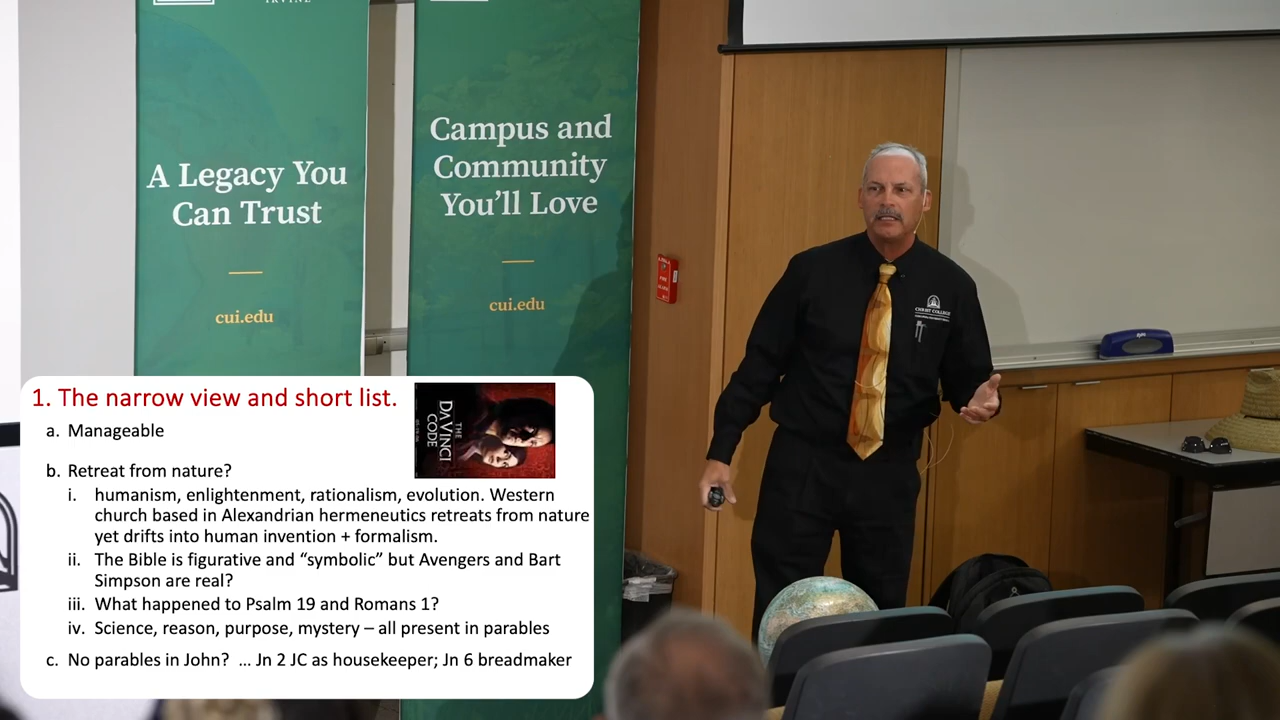 IRVINE
A Legacy You
Can Trust
cui.edu
Campus and
Community
You'll Love
cui.edu
CHRIST COLLEGE
1. The narrow view and short list.
THE
DA VINCI
CODE
a. Manageable
b. Retreat from nature?
i. humanism, enlightenment, rationalism, evolution. Western
church based in Alexandrian hermeneutics retreats from nature
yet drifts into human invention + formalism.
ii. The Bible is figurative and “symbolic” but Avengers and Bart
Simpson are real?
iii. What happened to Psalm 19 and Romans 1?
iv. Science, reason, purpose, mystery – all present in parables
c. No parables in John? ... Jn 2 JC as housekeeper; Jn 6 breadmaker